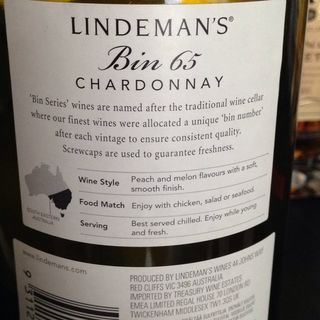 LINDEMAN'S®
Bin 65
CHARDONNAY
'Bin Series' wines are named after the traditional wine cellar
where our finest wines were allocated a unique 'bin number'
after each vintage to ensure consistent quality.
Screwcaps are used to guarantee freshness.
Wine Style Peach and melon flavours with a soft, smooth finish.
Food Match Enjoy with chicken, salad or seafood.
Serving Best served chilled. Enjoy while young and fresh.
SOUTH EASTERN
AUSTRALIA
www.lindemans.com
PRODUCED BY LINDEMAN'S WINES 44 JOHNS WAY,
RED CLIFFS VIC 3496 AUSTRALIA
IMPORTED BY TREASURY WINE ESTATES
EMEA LIMITED REGAL HOUSE 70 LONDON RD
TWICKENHAM MIDDLESEX TW1 3QS UK